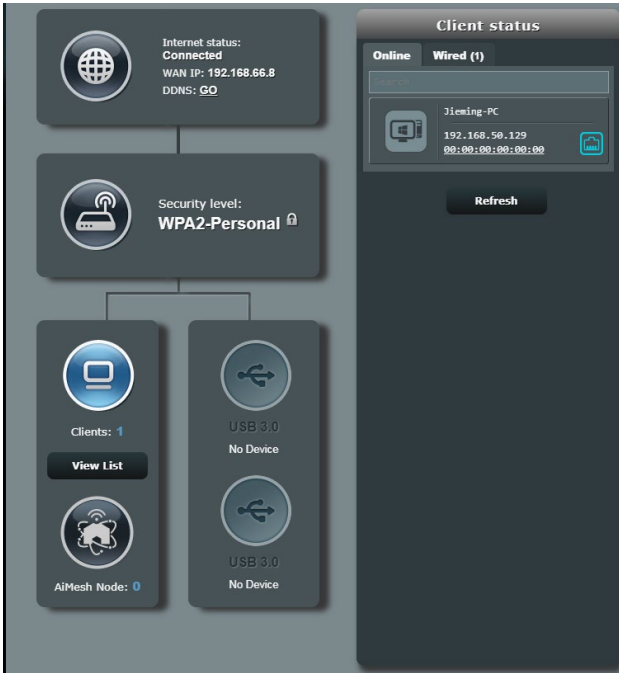 Internet status:
Connected
WAN IP: 192.168.66.8
DDNS: GO
Security level:
WPA2-Personal
Clients: 1
View List
AiMesh Node: 0
USB 3.0
No Device
USB 3.0
No Device
Client status
Online Wired (1)
Search
Jieming-PC
192.168.50.129
00:00:00:00:00:00
Refresh